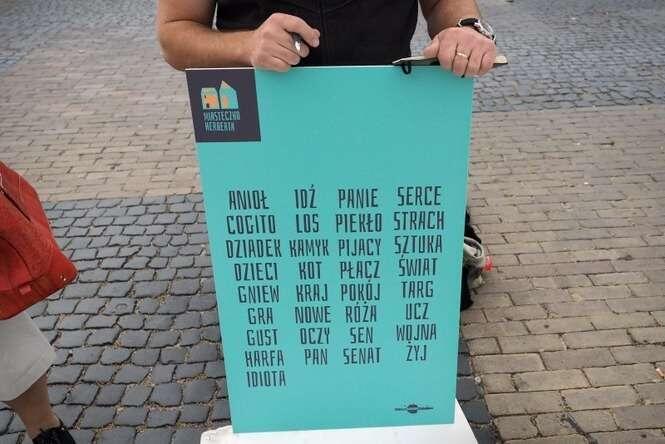 MIASTECZKO
HERBERTA
ANIOŁ IDŹ PANIE SERCE
COGITO LOS PIEKŁO STRACH
DZIADEK KAMYK PIJACY SZTUKA
DZIECI KOT PŁACZ ŚWIAT
GNIEW KRAJ POKÓJ TARG
GRA NOWE RÓŻA UCZ
GUST OCZY SEN WOJNA
HARFA PAN SENAT ŻYJ
IDIOTA